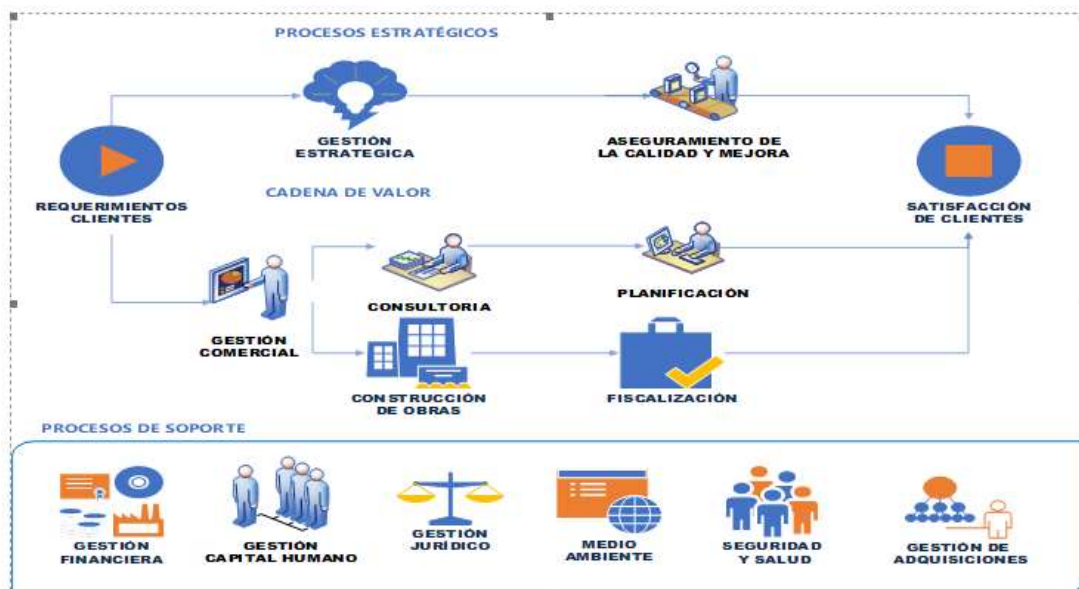 PROCESOS ESTRATÉGICOS
GESTIÓN
ESTRATEGICA
ASEGURAMIENTO DE
LA CALIDAD Y MEJORA
REQUERIMIENTOS
CLIENTES
CADENA DE VALOR
SATISFACCIÓN
DE CLIENTES
GESTIÓN
COMERCIAL
CONSULTORIA
PLANIFICACIÓN
CONSTRUCCIÓN
DE OBRAS
FISCALIZACIÓN
PROCESOS DE SOPORTE
GESTIÓN
FINANCIERA
GESTIÓN
CAPITAL HUMANO
GESTIÓN
JURÍDICO
MEDIO
AMBIENTE
SEGURIDAD
Y SALUD
GESTIÓN DE
ADQUISICIONES